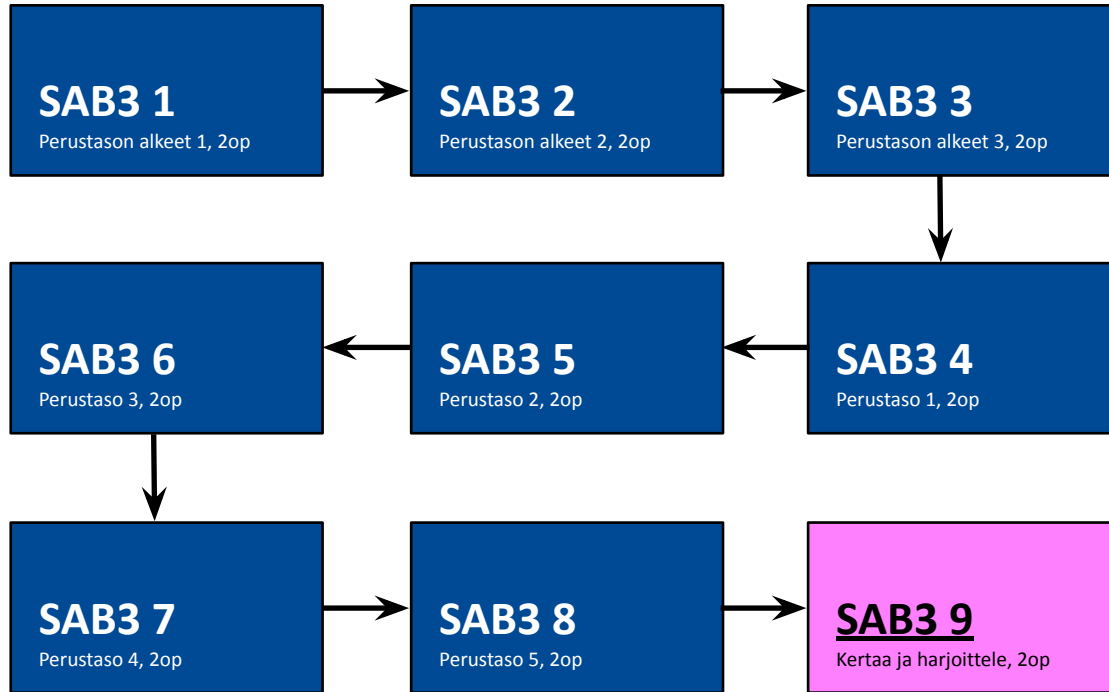 SAB3 1
Perustason alkeet 1, 2op
SAB3 2
Perustason alkeet 2, 2op
SAB3 3
Perustason alkeet 3, 2op
SAB3 6
Perustaso 3, 2op
SAB3 5
Perustaso 2, 2op
SAB3 4
Perustaso 1, 2op
SAB3 7
Perustaso 4, 2op
SAB3 8
Perustaso 5, 2op
SAB3 9
Kertaa ja harjoittele, 2op